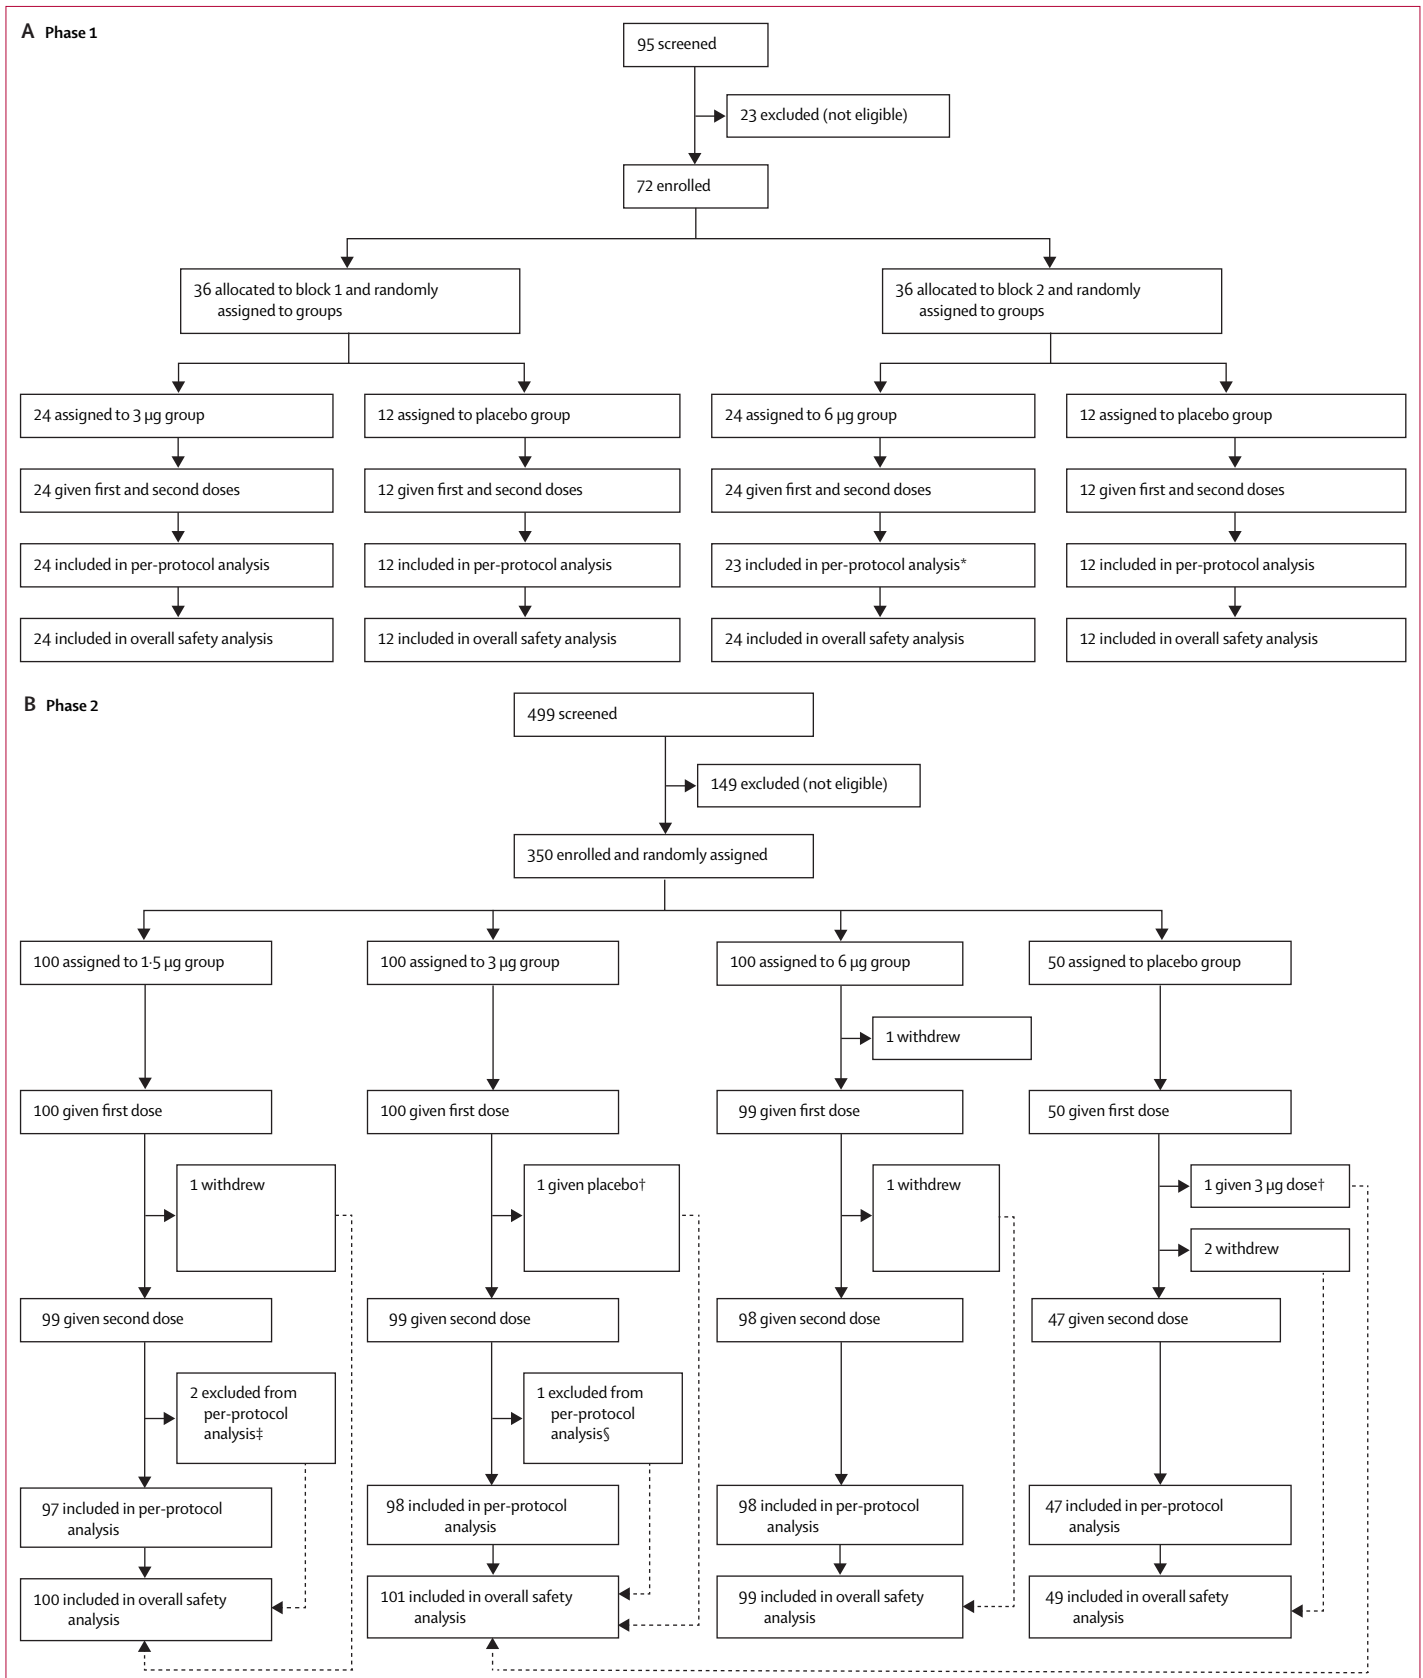 A Phase 1
95 screened
23 excluded (not eligible)
72 enrolled
36 allocated to block 1 and randomly
assigned to groups
36 allocated to block 2 and randomly
assigned to groups
24 assigned to 3 µg group
12 assigned to placebo group
24 assigned to 6 µg group
12 assigned to placebo group
24 given first and second doses
12 given first and second doses
24 given first and second doses
12 given first and second doses
24 included in per-protocol analysis
12 included in per-protocol analysis
23 included in per-protocol analysis*
12 included in per-protocol analysis
24 included in overall safety analysis
12 included in overall safety analysis
24 included in overall safety analysis
12 included in overall safety analysis
B Phase 2
499 screened
149 excluded (not eligible)
350 enrolled and randomly assigned
100 assigned to 1·5 µg group
100 assigned to 3 µg group
100 assigned to 6 µg group
50 assigned to placebo group
1 withdrew
100 given first dose
100 given first dose
99 given first dose
50 given first dose
1 withdrew
1 given placebo†
1 withdrew
1 given 3 µg dose†
2 withdrew
99 given second dose
99 given second dose
98 given second dose
47 given second dose
2 excluded from
per-protocol
analysis‡
1 excluded from
per-protocol
analysis§
97 included in per-protocol
analysis
98 included in per-protocol
analysis
98 included in per-protocol
analysis
47 included in per-protocol
analysis
100 included in overall safety
analysis
101 included in overall safety
analysis
99 included in overall safety
analysis
49 included in overall safety
analysis